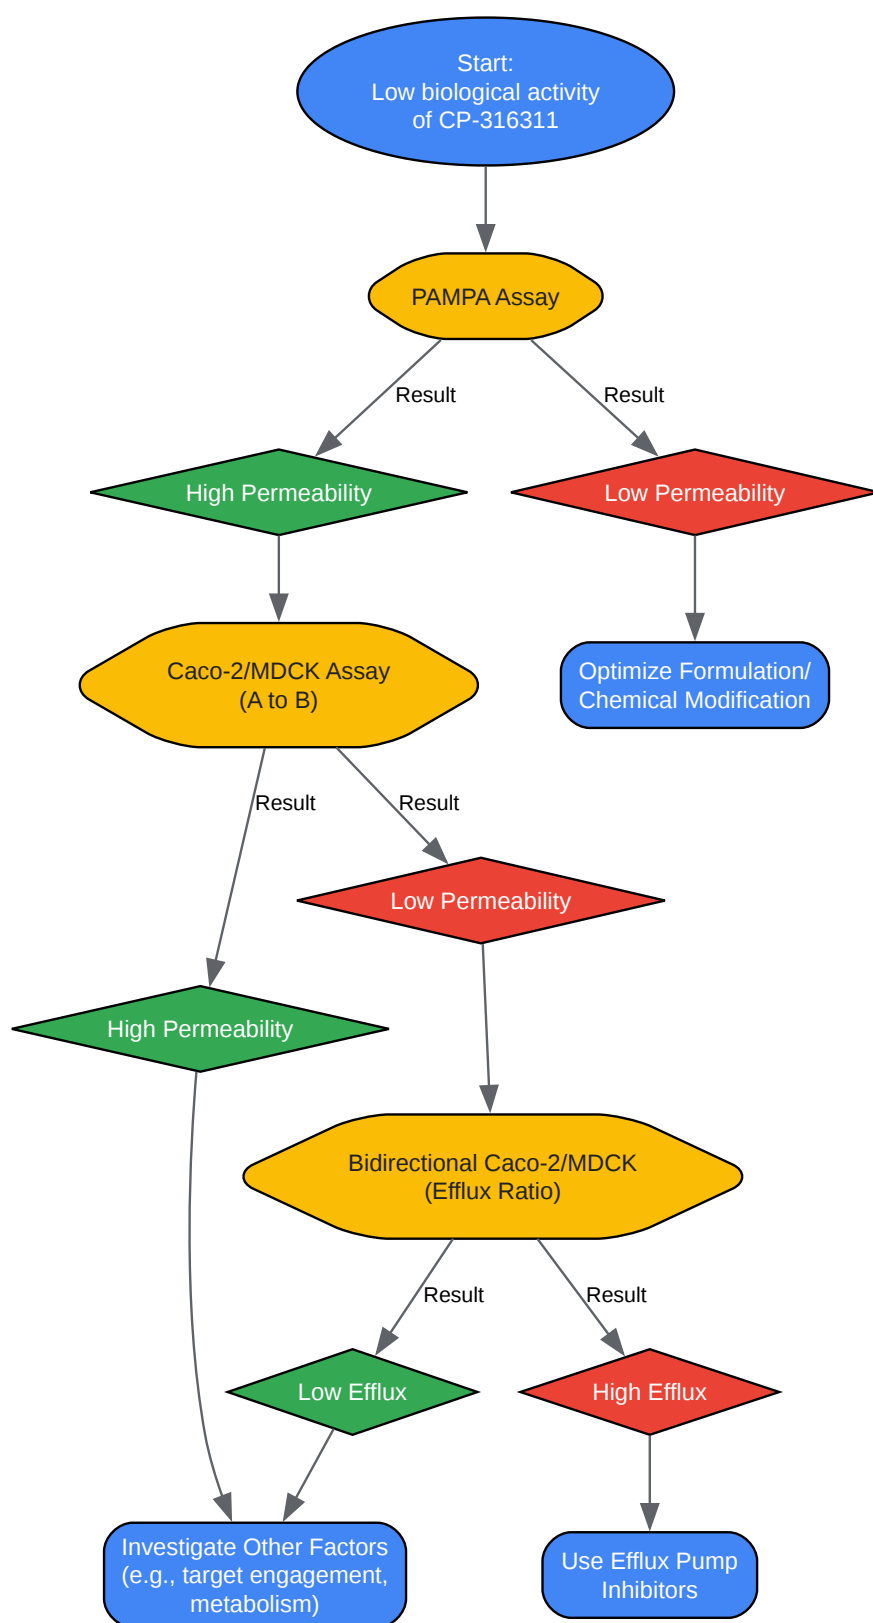 Start:
Low biological activity
of CP-316311
PAMPA Assay
Result
Result
High Permeability
Low Permeability
Caco-2/MDCK Assay
(A to B)
Optimize Formulation/
Chemical Modification
Result
Result
Low Permeability
High Permeability
Bidirectional Caco-2/MDCK
(Efflux Ratio)
Result
Result
Low Efflux
High Efflux
Investigate Other Factors
(e.g., target engagement,
metabolism)
Use Efflux Pump
Inhibitors